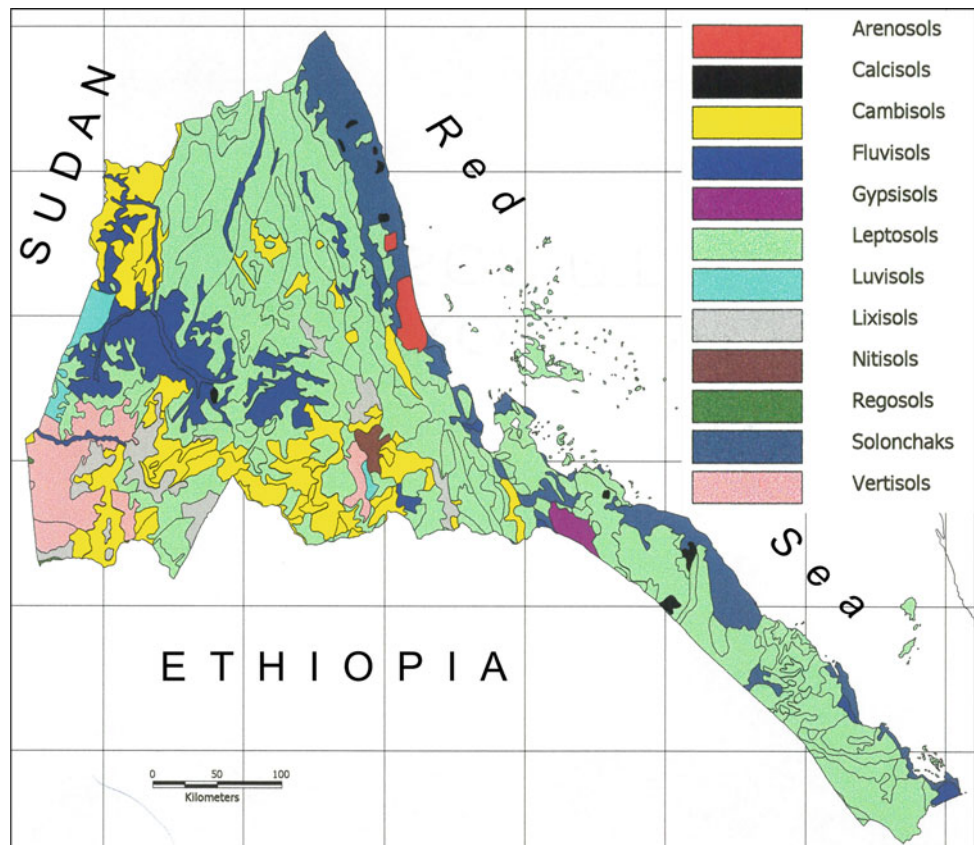 SUDAN
Red
Sea
ETHIOPIA
Arenosols
Calcisols
Cambisols
Fluvisols
Gypsisols
Leptosols
Luvisols
Lixisols
Nitisols
Regosols
Solonchaks
Vertisols
0 50 100
Kilometers